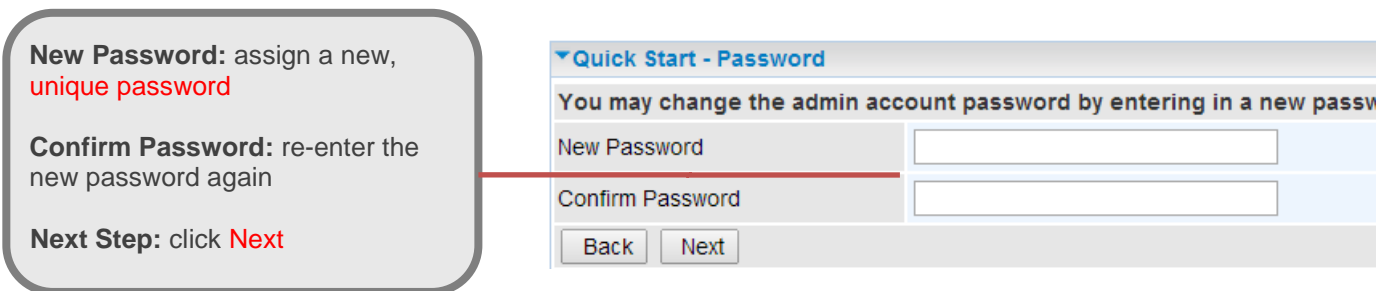 New Password: assign a new,
unique password
Confirm Password: re-enter the
new password again
Next Step: click Next
Quick Start - Password
You may change the admin account password by entering in a new passw
New Password
Confirm Password
Back Next